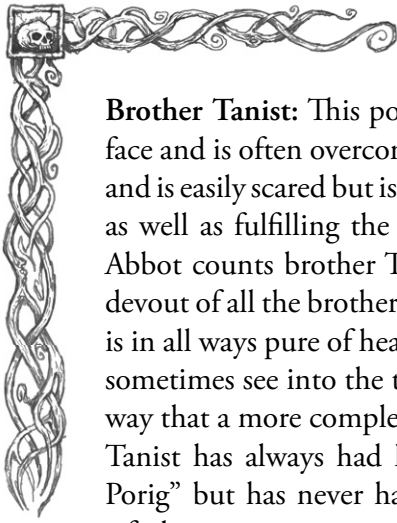 Brother Tanist: This po
face and is often overcor
and is easily scared but is
as well as fulfilling the
Abbot counts brother T
devout of all the brother
is in all ways pure of hea
sometimes see into the t
way that a more comple
Tanist has always had
Porig” but has never ha